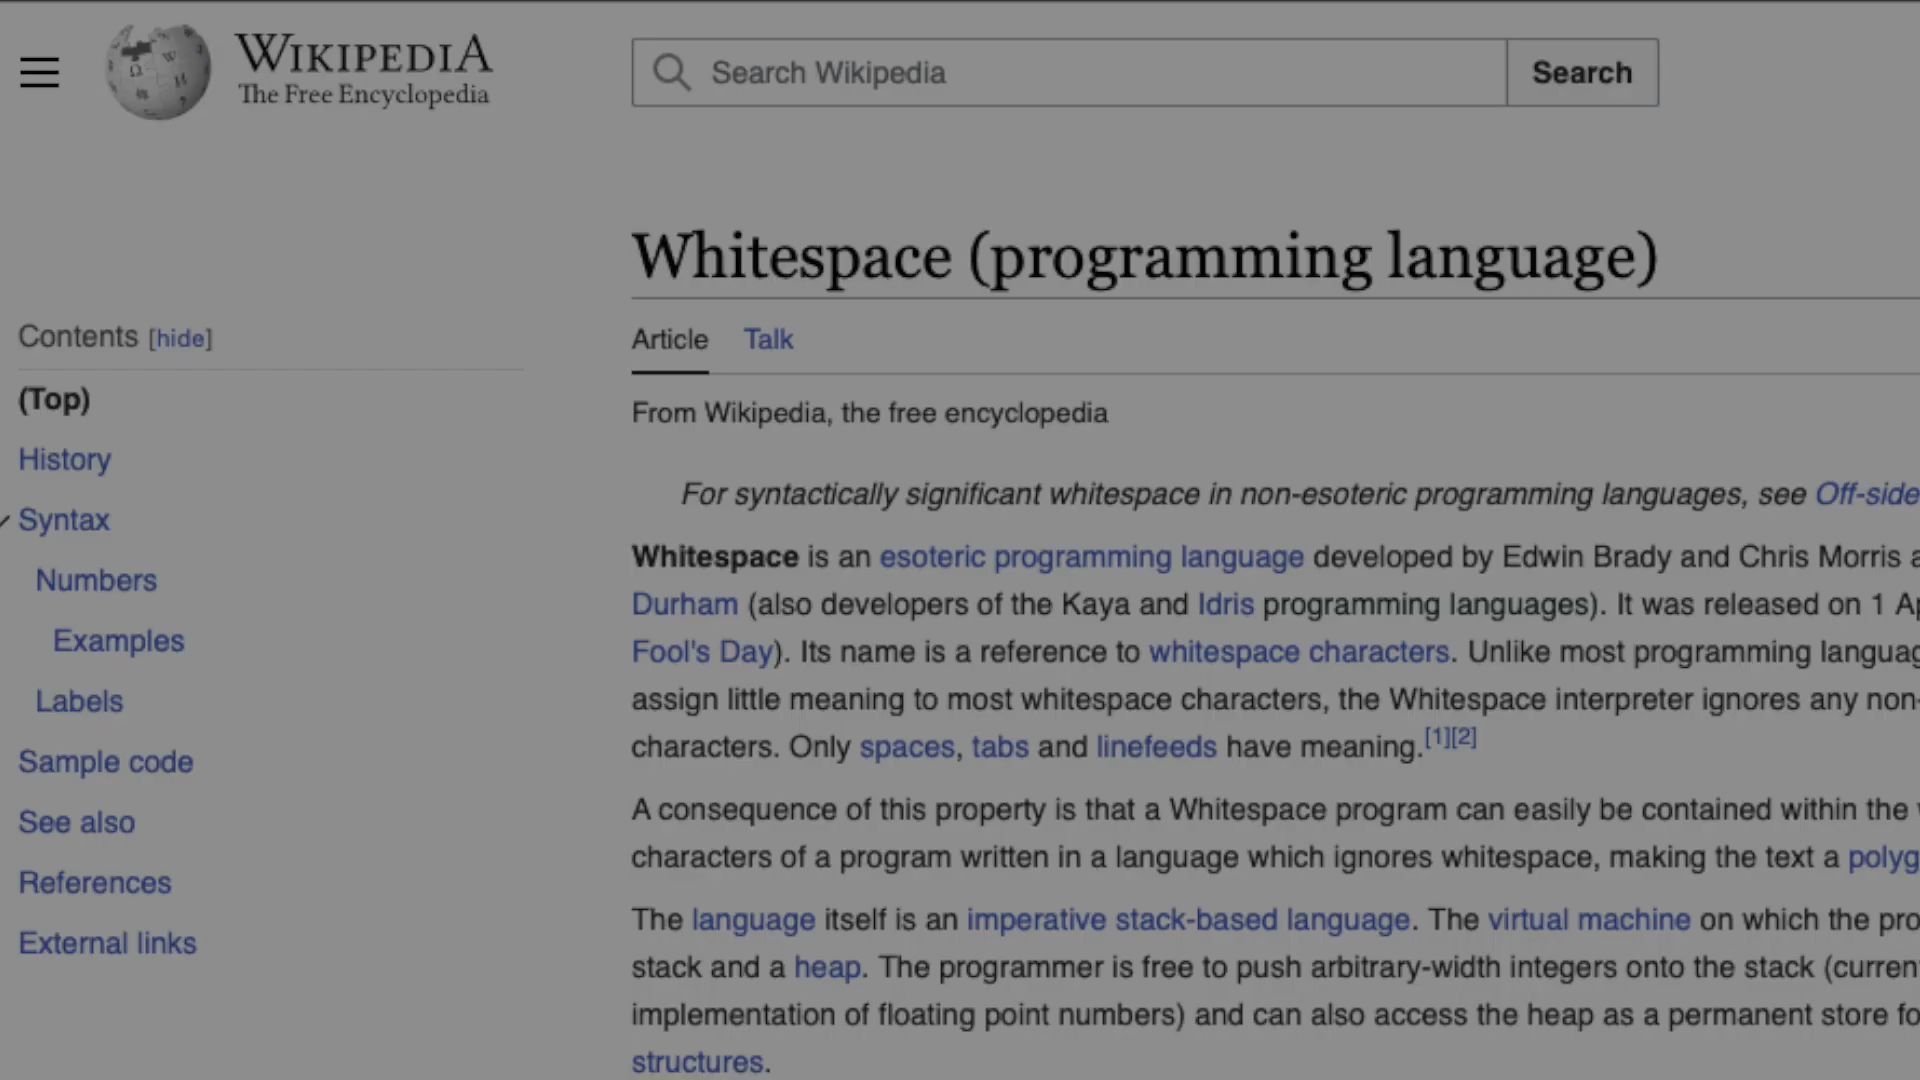 WIKIPEDIA
The Free Encyclopedia
Search Wikipedia
Search
Whitespace (programming language)
Contents [hide]
(Top)
History
Syntax
Numbers
Examples
Labels
Sample code
See also
References
External links
Article Talk
From Wikipedia, the free encyclopedia
For syntactically significant whitespace in non-esoteric programming languages, see Off-side
Whitespace is an esoteric programming language developed by Edwin Brady and Chris Morris
Durham (also developers of the Kaya and Idris programming languages). It was released on 1
Fool's Day). Its name is a reference to whitespace characters. Unlike most programming
assign little meaning to most whitespace characters, the Whitespace interpreter ignores any non-
characters. Only spaces, tabs and linefeeds have meaning.[1][2]
A consequence of this property is that a Whitespace program can easily be contained within the
characters of a program written in a language which ignores whitespace, making the text a
The language itself is an imperative stack-based language. The virtual machine on which the
stack and a heap. The programmer is free to push arbitrary-width integers onto the stack
implementation of floating point numbers) and can also access the heap as a permanent store
structures.